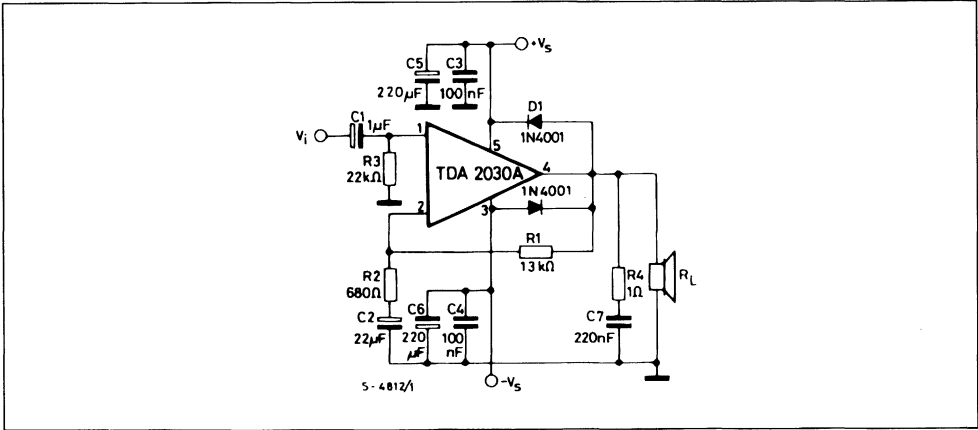 +Vs
C5
C3
220µF
100nF
D1
1N4001
C1
1µF
Vi
1
5
R3
22kΩ
TDA 2030A
4
1N4001
2
3
R1
13kΩ
R2
680Ω
R4
1Ω
RL
C2
22µF
C6
220
µF
C4
100
nF
C7
220nF
S-4812/1
-Vs